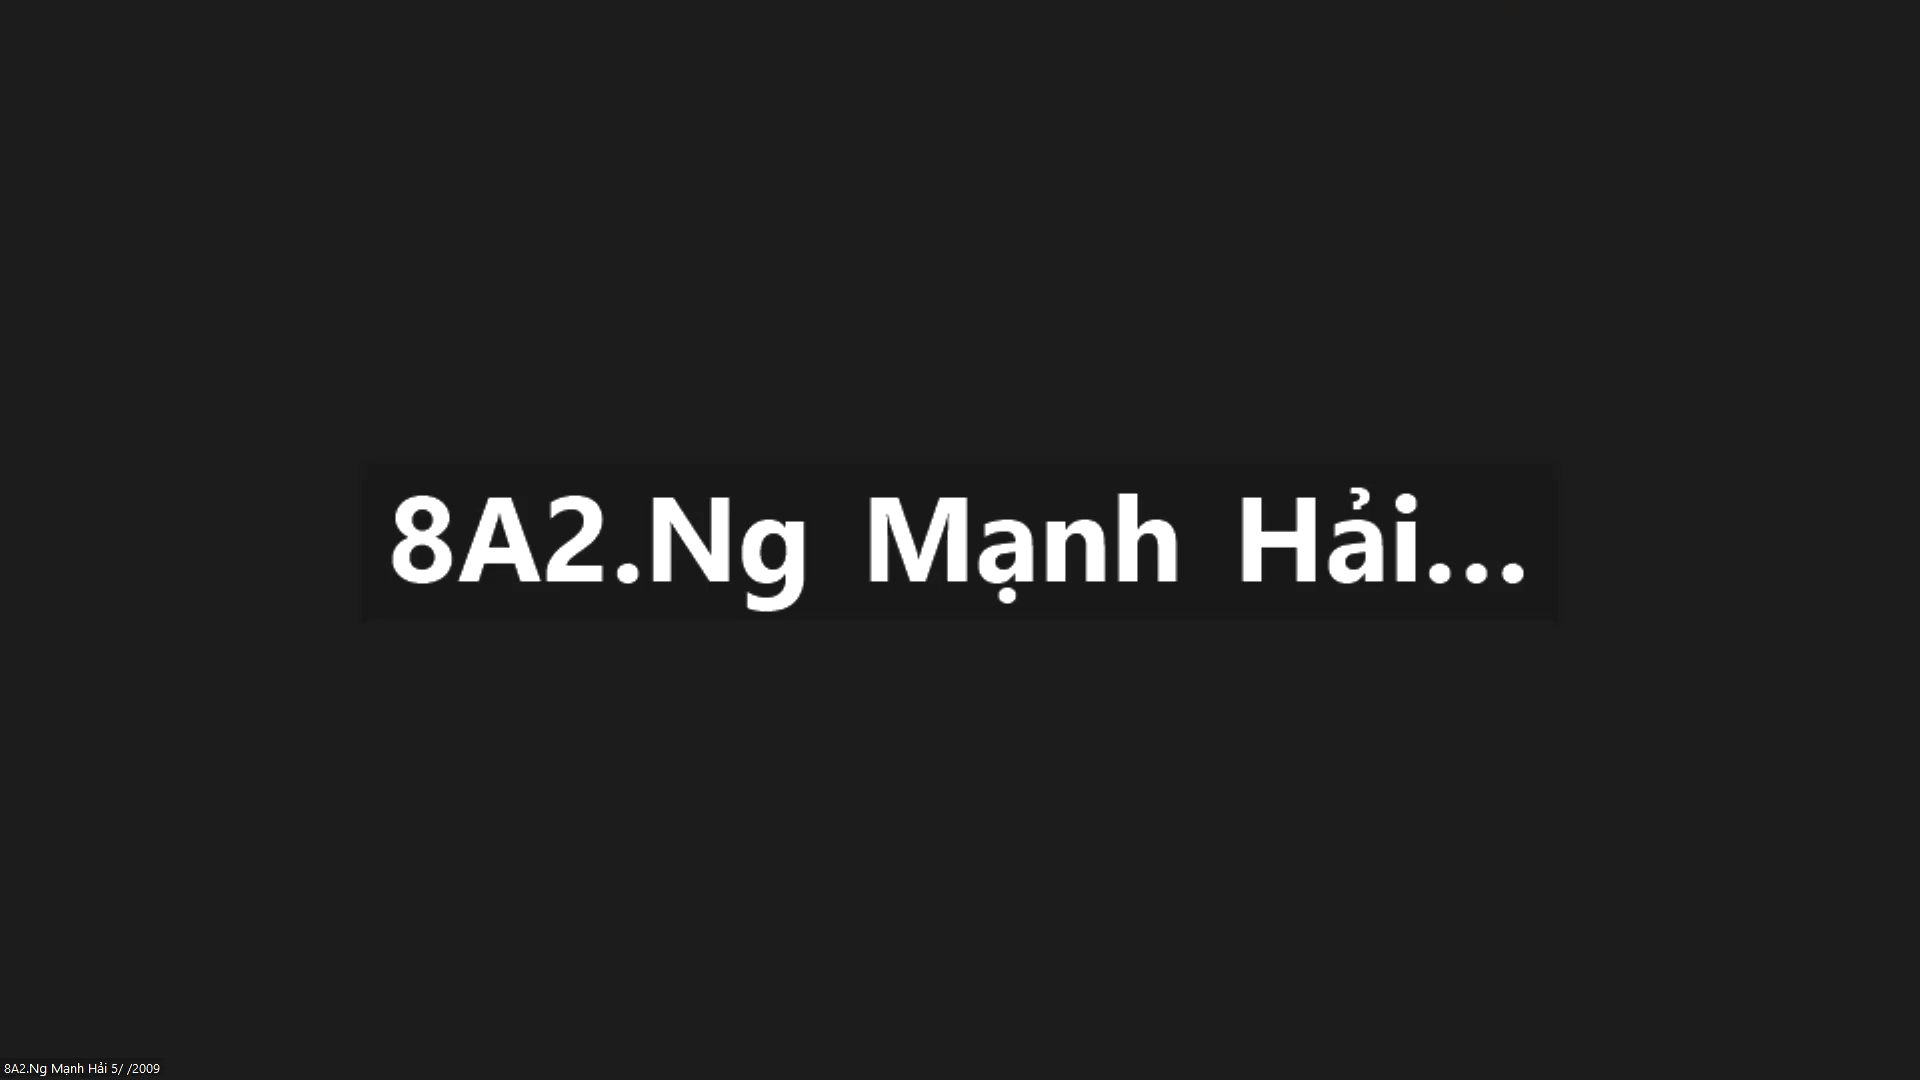 8A2.Ng Mạnh Hải...
8A2.Ng Mạnh Hải 5/ /2009